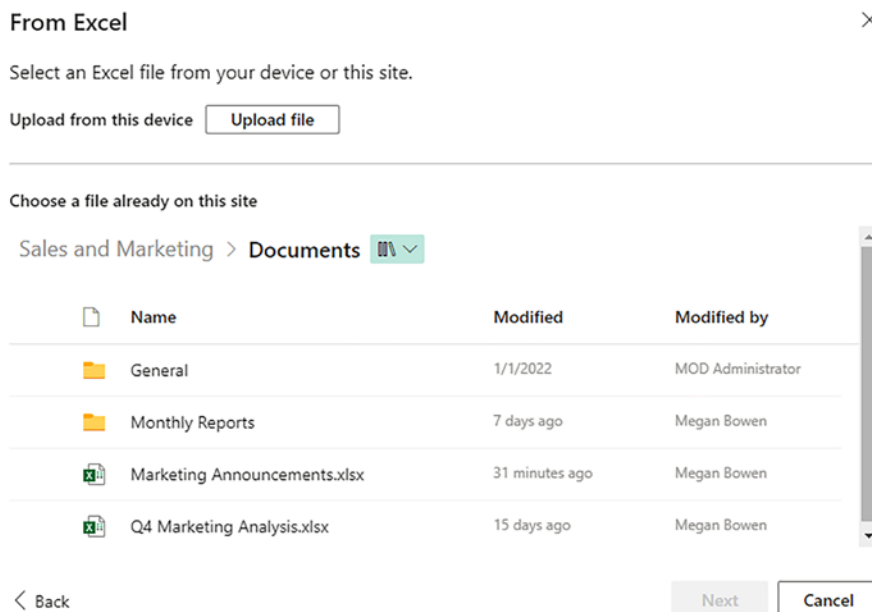 From Excel
Select an Excel file from your device or this site.
Upload from this device Upload file
Choose a file already on this site
Sales and Marketing > Documents
Name Modified Modified by
General 1/1/2022 MOD Administrator
Monthly Reports 7 days ago Megan Bowen
Marketing Announcements.xlsx 31 minutes ago Megan Bowen
Q4 Marketing Analysis.xlsx 15 days ago Megan Bowen
Back Next Cancel